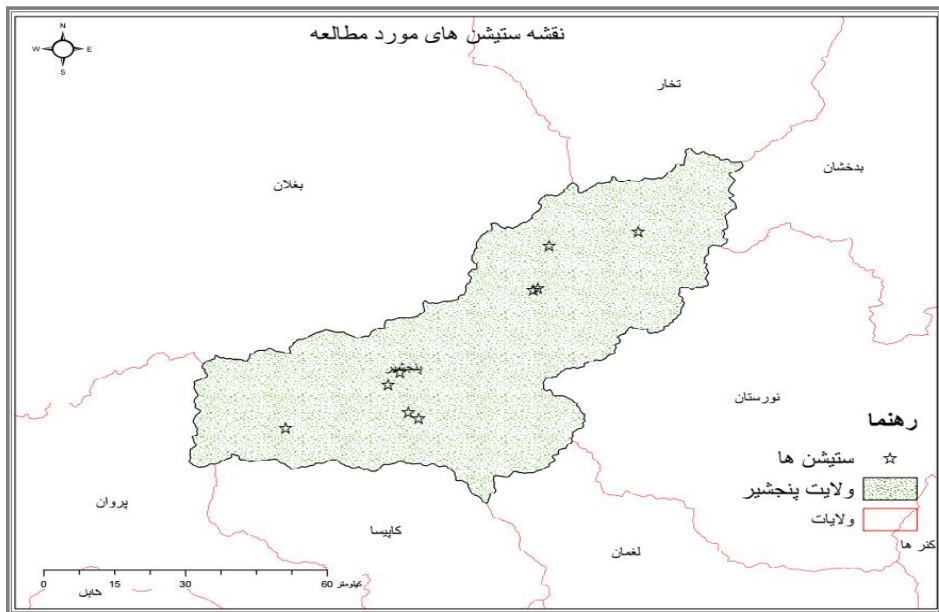 نقشه ستیشن های مورد مطالعه
N
W E
S
تخار
بدخشان
بغلان
پنجشیر
نورستان
پروان
کاپیسا
لغمان
کنر ها
کابل
رهنما
ستیشن ها
ولایت پنجشیر
ولایات
0 15 30 60 کیلومتر